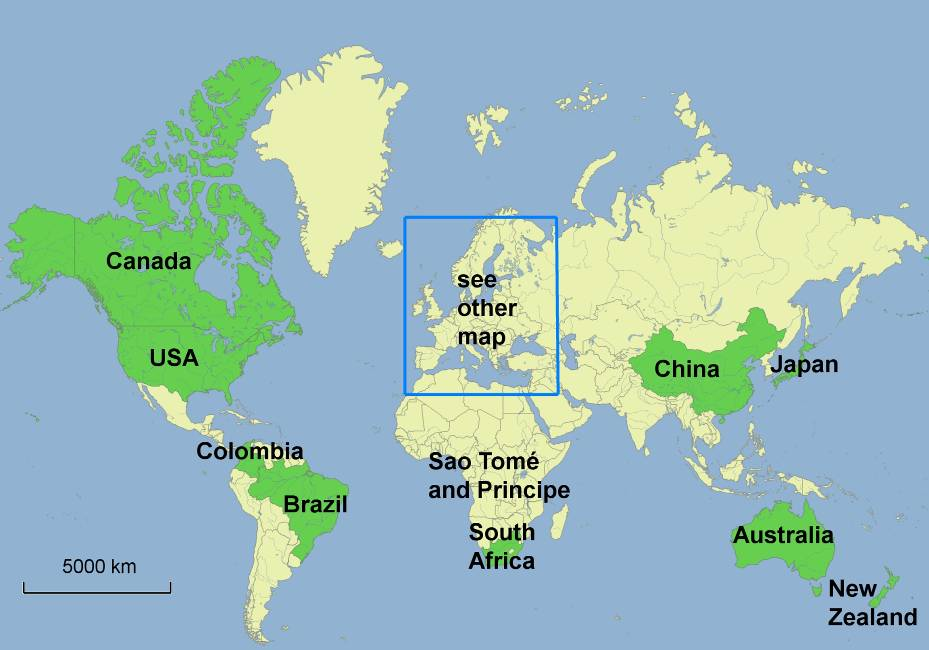 Canada
see
other
map
USA
China
Japan
Colombia
Sao Tomé
and Principe
Brazil
South
Africa
Australia
5000 km
New
Zealand